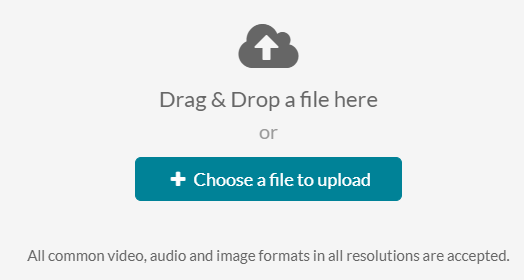 Drag & Drop a file here
or
Choose a file to upload
All common video, audio and image formats in all resolutions are accepted.